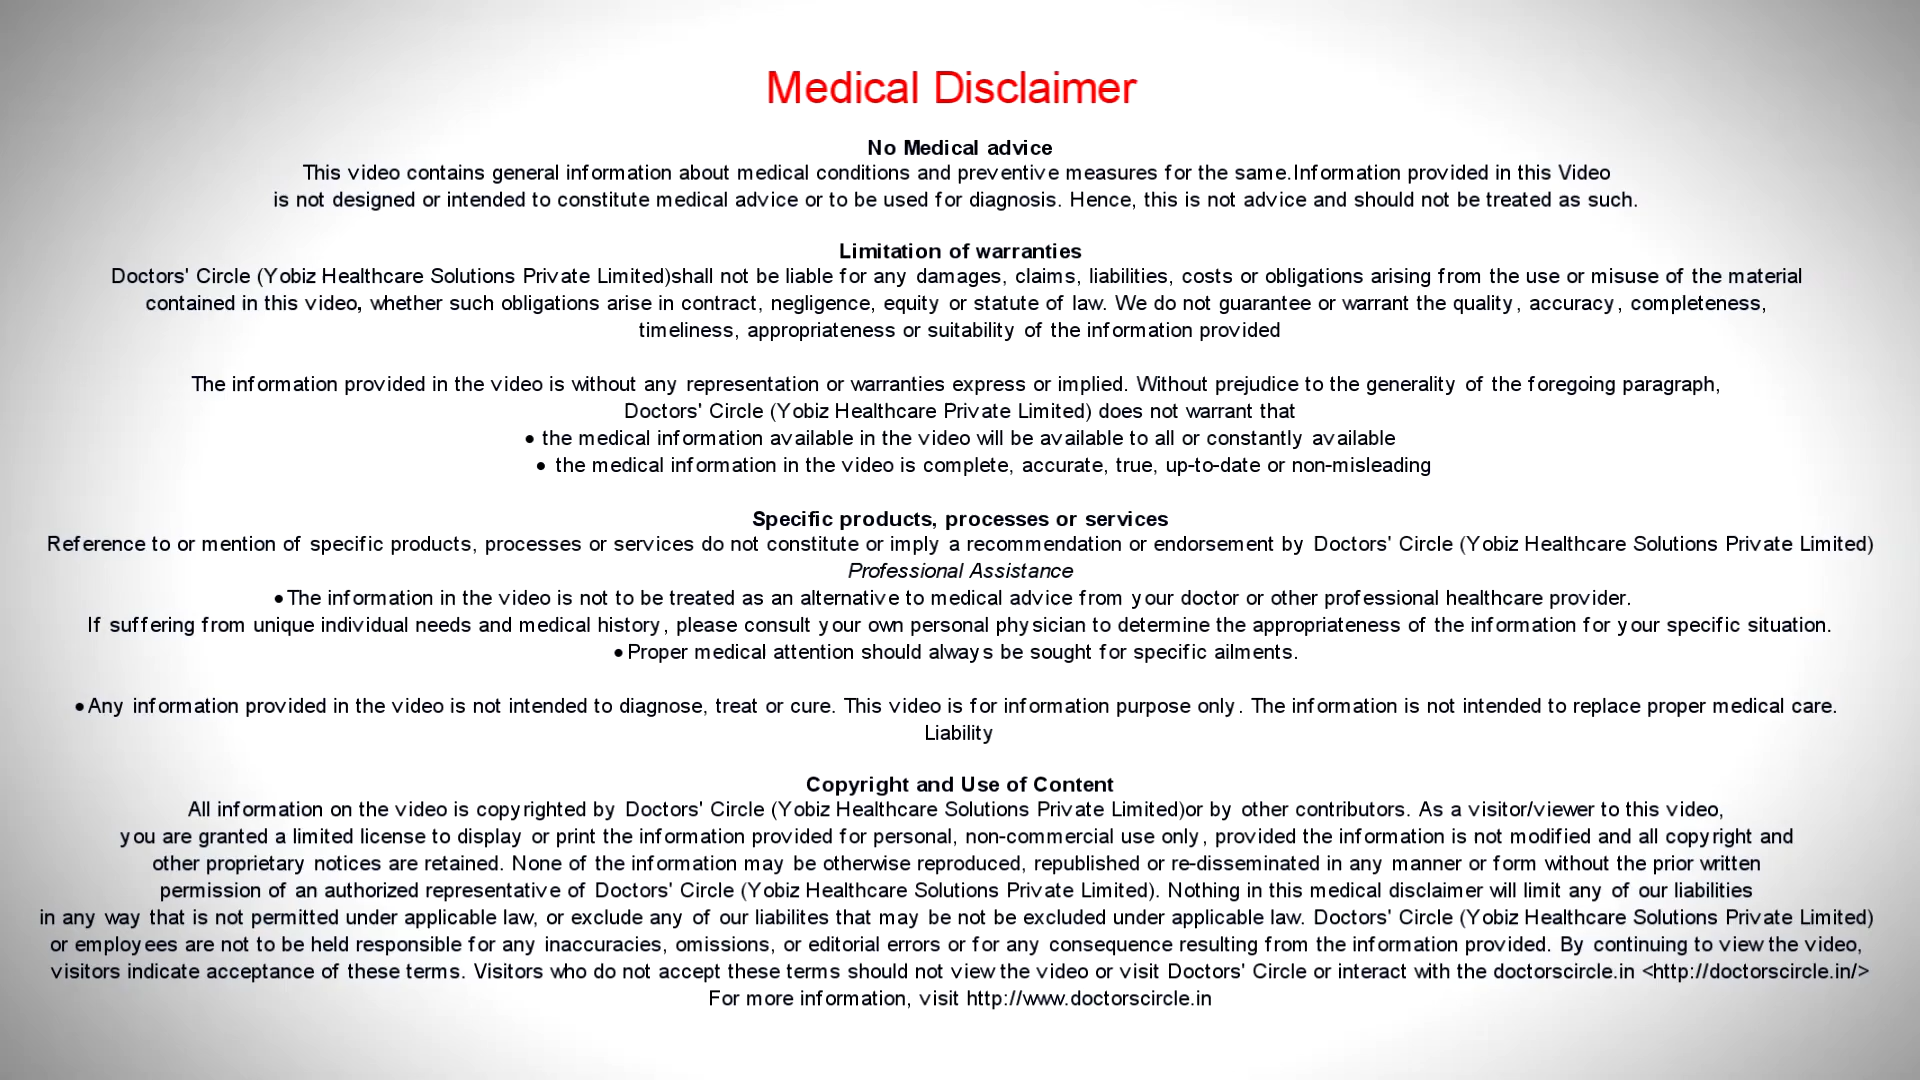 Medical Disclaimer
No Medical advice
This video contains general information about medical conditions and preventive measures for the same.Information provided in this Video
is not designed or intended to constitute medical advice or to be used for diagnosis. Hence, this is not advice and should not be treated as such.
Limitation of warranties
Doctors' Circle (Yobiz Healthcare Solutions Private Limited)shall not be liable for any damages, claims, liabilities, costs or obligations arising from the use or misuse of the material
contained in this video, whether such obligations arise in contract, negligence, equity or statute of law. We do not guarantee or warrant the quality, accuracy, completeness,
timeliness, appropriateness or suitability of the information provided
The information provided in the video is without any representation or warranties express or implied. Without prejudice to the generality of the foregoing paragraph,
Doctors' Circle (Yobiz Healthcare Private Limited) does not warrant that
• the medical information available in the video will be available to all or constantly available
• the medical information in the video is complete, accurate, true, up-to-date or non-misleading
Specific products, processes or services
Reference to or mention of specific products, processes or services do not constitute or imply a recommendation or endorsement by Doctors' Circle (Yobiz Healthcare Solutions Private Limited)
Professional Assistance
•The information in the video is not to be treated as an alternative to medical advice from your doctor or other professional healthcare provider.
If suffering from unique individual needs and medical history, please consult your own personal physician to determine the appropriateness of the information for your specific situation.
•Proper medical attention should always be sought for specific ailments.
•Any information provided in the video is not intended to diagnose, treat or cure. This video is for information purpose only. The information is not intended to replace proper medical care.
Liability
Copyright and Use of Content
All information on the video is copyrighted by Doctors' Circle (Yobiz Healthcare Solutions Private Limited)or by other contributors. As a visitor/viewer to this video,
you are granted a limited license to display or print the information provided for personal, non-commercial use only, provided the information is not modified and all copyright and
other proprietary notices are retained. None of the information may be otherwise reproduced, republished or re-disseminated in any manner or form without the prior written
permission of an authorized representative of Doctors' Circle (Yobiz Healthcare Solutions Private Limited). Nothing in this medical disclaimer will limit any of our liabilities
in any way that is not permitted under applicable law, or exclude any of our liabilites that may be not be excluded under applicable law. Doctors' Circle (Yobiz Healthcare Solutions Private Limited)
or employees are not to be held responsible for any inaccuracies, omissions, or editorial errors or for any consequence resulting from the information provided. By continuing to view the video,
visitors indicate acceptance of these terms. Visitors who do not accept these terms should not view the video or visit Doctors' Circle or interact with the doctorscircle.in <http://doctorscircle.in/>
For more information, visit http://www.doctorscircle.in